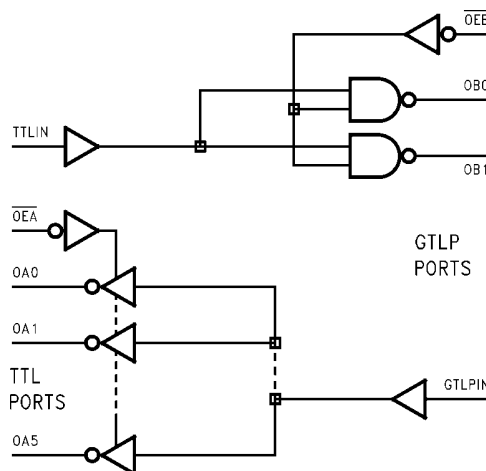 OEB
OB0
TTLIN
OB1
OEA
GTLP
PORTS
OA0
OA1
TTL
PORTS
GTLPIN
OA5